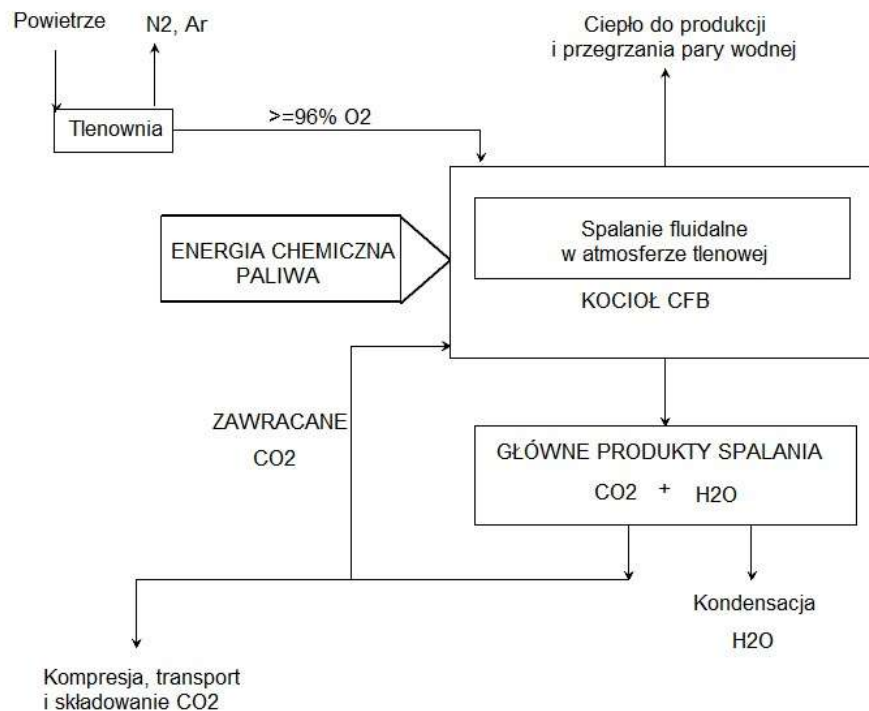 Powietrze
N2, Ar
Ciepło do produkcji
i przegrzania pary wodnej
Tlenownia
>=96% O2
Spalanie fluidalne
w atmosferze tlenowej
ENERGIA CHEMICZNA
PALIWA
KOCIOŁ CFB
ZAWRACANE
CO2
GŁÓWNE PRODUKTY SPALANIA
CO2 + H2O
Kondensacja
H2O
Kompresja, transport
i składowanie CO2